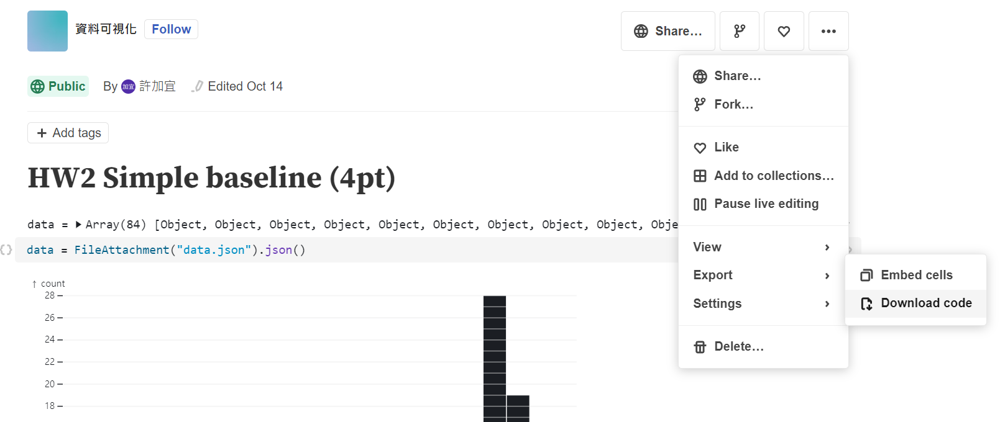 資料可視化 Follow
Share…
Public By 加宜 許加宜 Edited Oct 14
+ Add tags
HW2 Simple baseline (4pt)
data = ▶ Array(84) [Object, Object, Object, Object, Object, Object, Object, Object, Object, Obje
data = FileAttachment("data.json").json()
↑ count
28
26
24
22
20
18
Share…
Fork…
Like
Add to collections…
Pause live editing
View
Export
Settings
Delete…
Embed cells
Download code